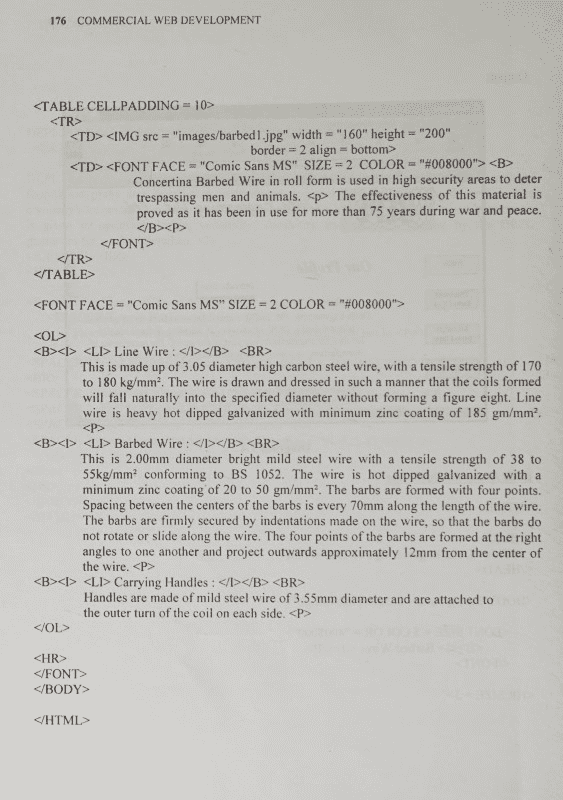 176 COMMERCIAL WEB DEVELOPMENT
<TABLE CELLPADDING = 10>
<TR>
<TD> <IMG src = "images/barbed1.jpg" width = "160" height = "200"
border = 2 align = bottom>
<TD> <FONT FACE = "Comic Sans MS" SIZE = 2 COLOR = "#008000"> <B>
Concertina Barbed Wire in roll form is used in high security areas to deter
trespassing men and animals. <p> The effectiveness of this material is
proved as it has been in use for more than 75 years during war and peace.
</B><P>
</FONT>
</TR>
</TABLE>
<FONT FACE = "Comic Sans MS" SIZE = 2 COLOR = "#008000">
<OL>
<B><I> <LI> Line Wire : </I></B> <BR>
This is made up of 3.05 diameter high carbon steel wire, with a tensile strength of 170
to 180 kg/mm². The wire is drawn and dressed in such a manner that the coils formed
will fall naturally into the specified diameter without forming a figure eight. Line
wire is heavy hot dipped galvanized with minimum zinc coating of 185 gm/mm².
<P>
<B><I> <LI> Barbed Wire : </I></B> <BR>
This is 2.00mm diameter bright mild steel wire with a tensile strength of 38 to
55kg/mm² conforming to BS 1052. The wire is hot dipped galvanized with a
minimum zinc coating of 20 to 50 gm/mm². The barbs are formed with four points.
Spacing between the centers of the barbs is every 70mm along the length of the wire.
The barbs are firmly secured by indentations made on the wire, so that the barbs do
not rotate or slide along the wire. The four points of the barbs are formed at the right
angles to one another and project outwards approximately 12mm from the center of
the wire. <P>
<B><I> <LI> Carrying Handles : </I></B> <BR>
Handles are made of mild steel wire of 3.55mm diameter and are attached to
the outer turn of the coil on each side. <P>
</OL>
<HR>
</FONT>
</BODY>
</HTML>